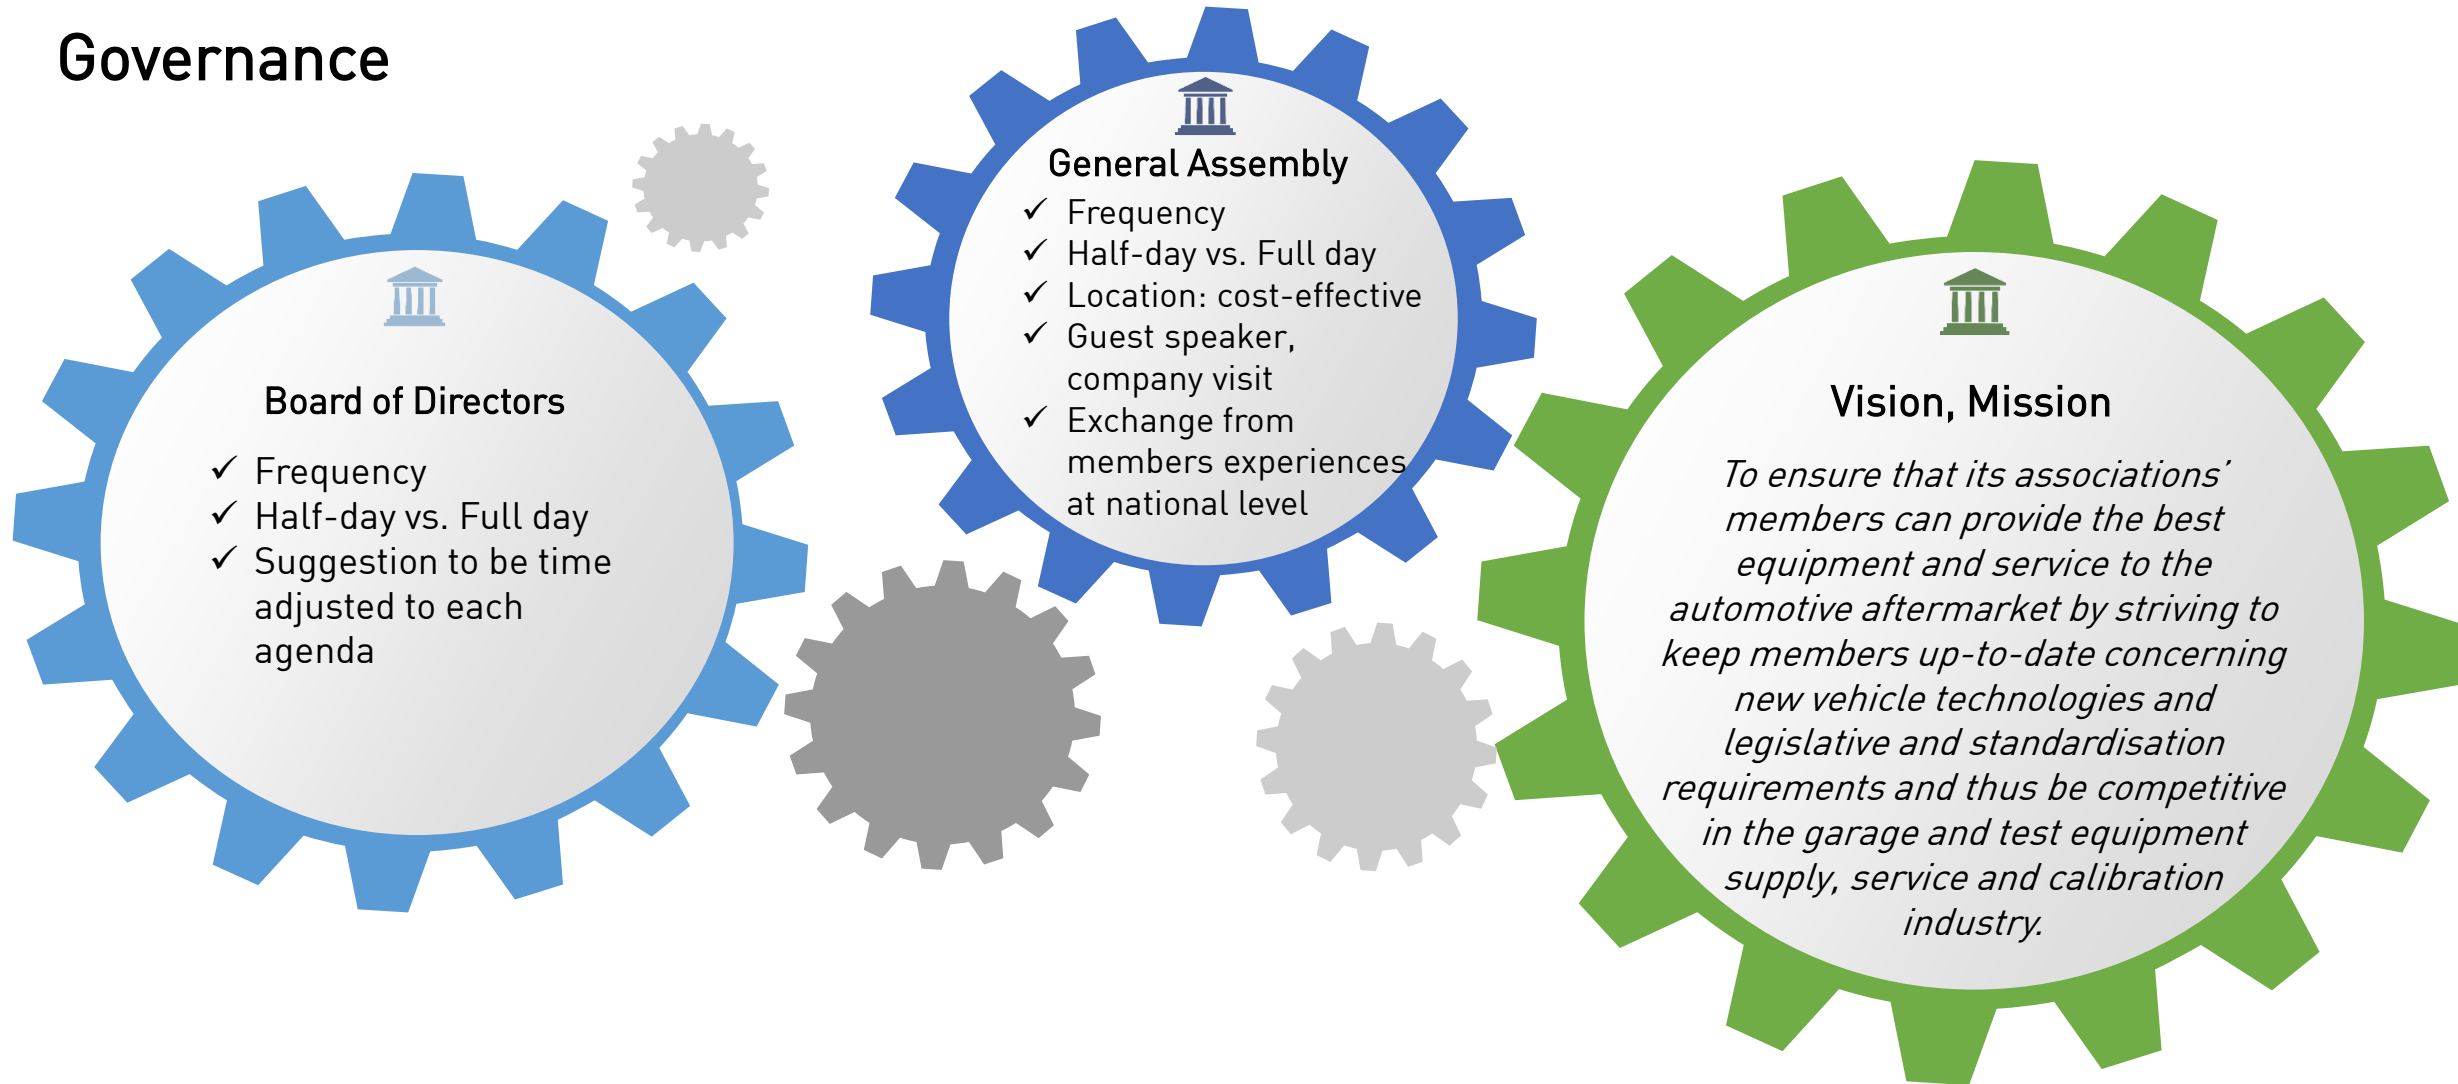 Governance
Board of Directors
✓ Frequency
✓ Half-day vs. Full day
✓ Suggestion to be time
adjusted to each
agenda
General Assembly
✓ Frequency
✓ Half-day vs. Full day
✓ Location: cost-effective
✓ Guest speaker,
company visit
✓ Exchange from
members experiences
at national level
Vision, Mission
To ensure that its associations’
members can provide the best
equipment and service to the
automotive aftermarket by striving to
keep members up-to-date concerning
new vehicle technologies and
legislative and standardisation
requirements and thus be competitive
in the garage and test equipment
supply, service and calibration
industry.